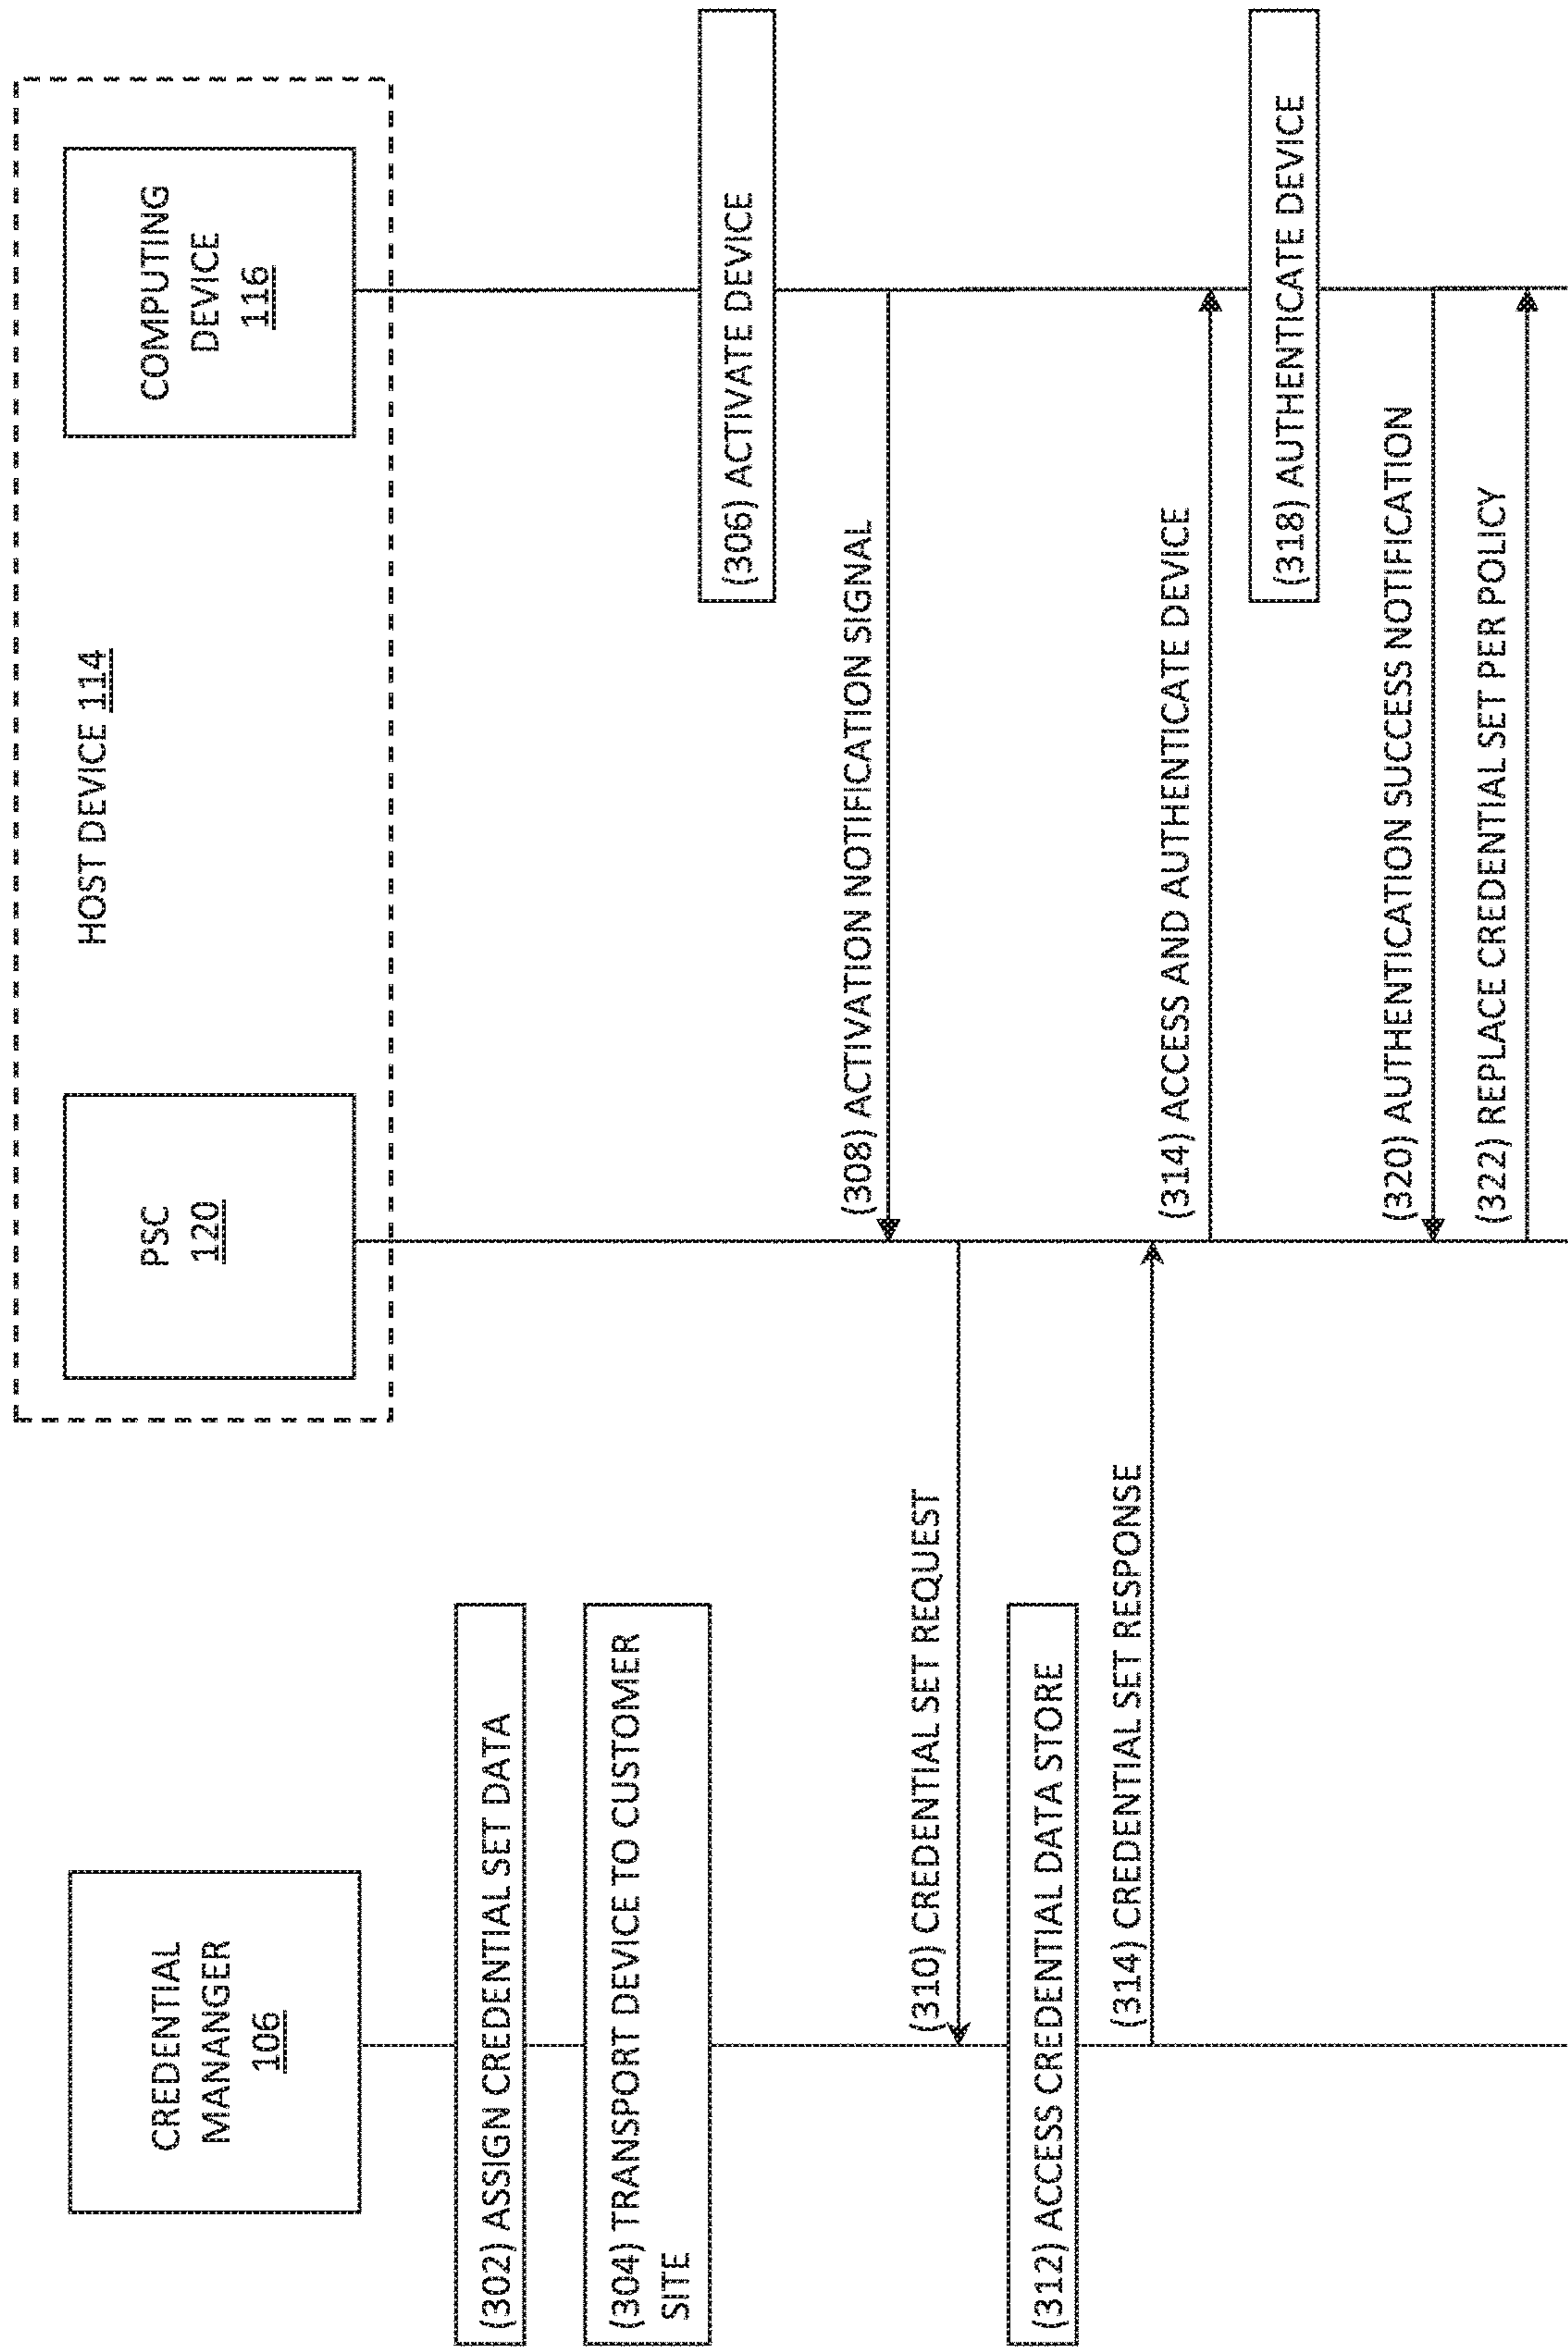 HOST DEVICE 114
CREDENTIAL
MANANGER
106
PSC
120
COMPUTING
DEVICE
116
(302) ASSIGN CREDENTIAL SET DATA
(304) TRANSPORT DEVICE TO CUSTOMER
SITE
(306) ACTIVATE DEVICE
(308) ACTIVATION NOTIFICATION SIGNAL
(310) CREDENTIAL SET REQUEST
(312) ACCESS CREDENTIAL DATA STORE
(314) CREDENTIAL SET RESPONSE
(314) ACCESS AND AUTHENTICATE DEVICE
(318) AUTHENTICATE DEVICE
(320) AUTHENTICATION SUCCESS NOTIFICATION
(322) REPLACE CREDENTIAL SET PER POLICY